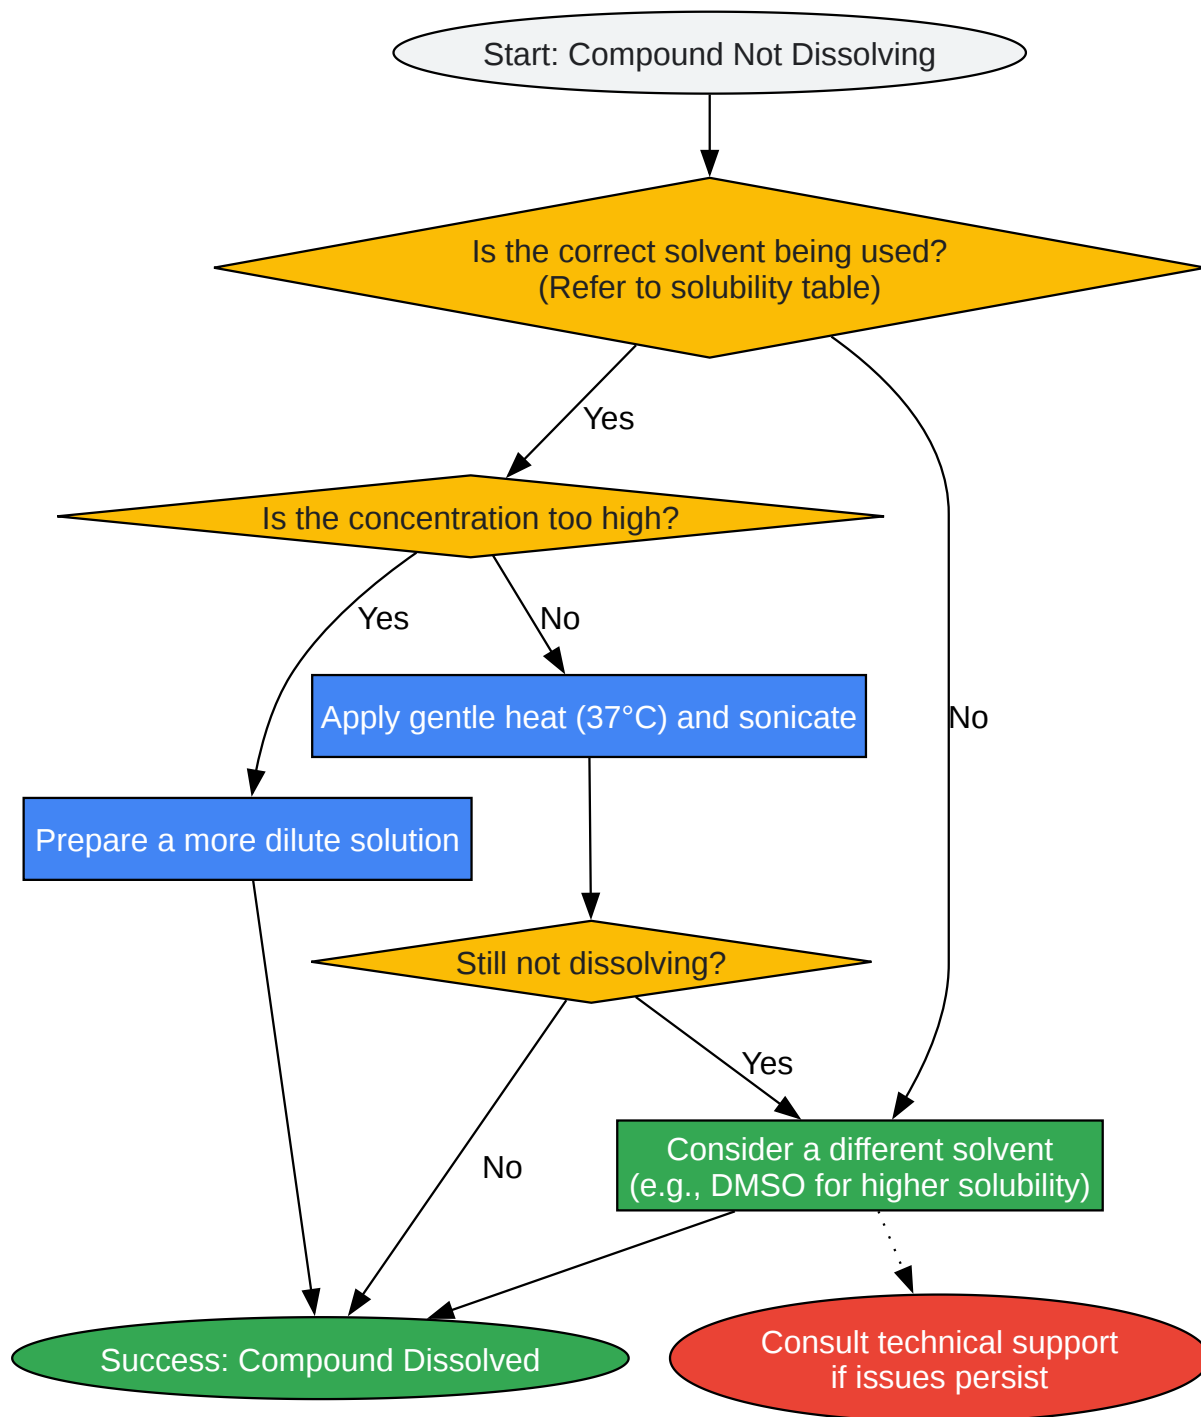 Start: Compound Not Dissolving
Is the correct solvent being used?
(Refer to solubility table)
Yes
Is the concentration too high?
Yes
No
Apply gentle heat (37°C) and sonicate
No
Prepare a more dilute solution
Still not dissolving?
Yes
No
Consider a different solvent
(e.g., DMSO for higher solubility)
Success: Compound Dissolved
Consult technical support
if issues persist